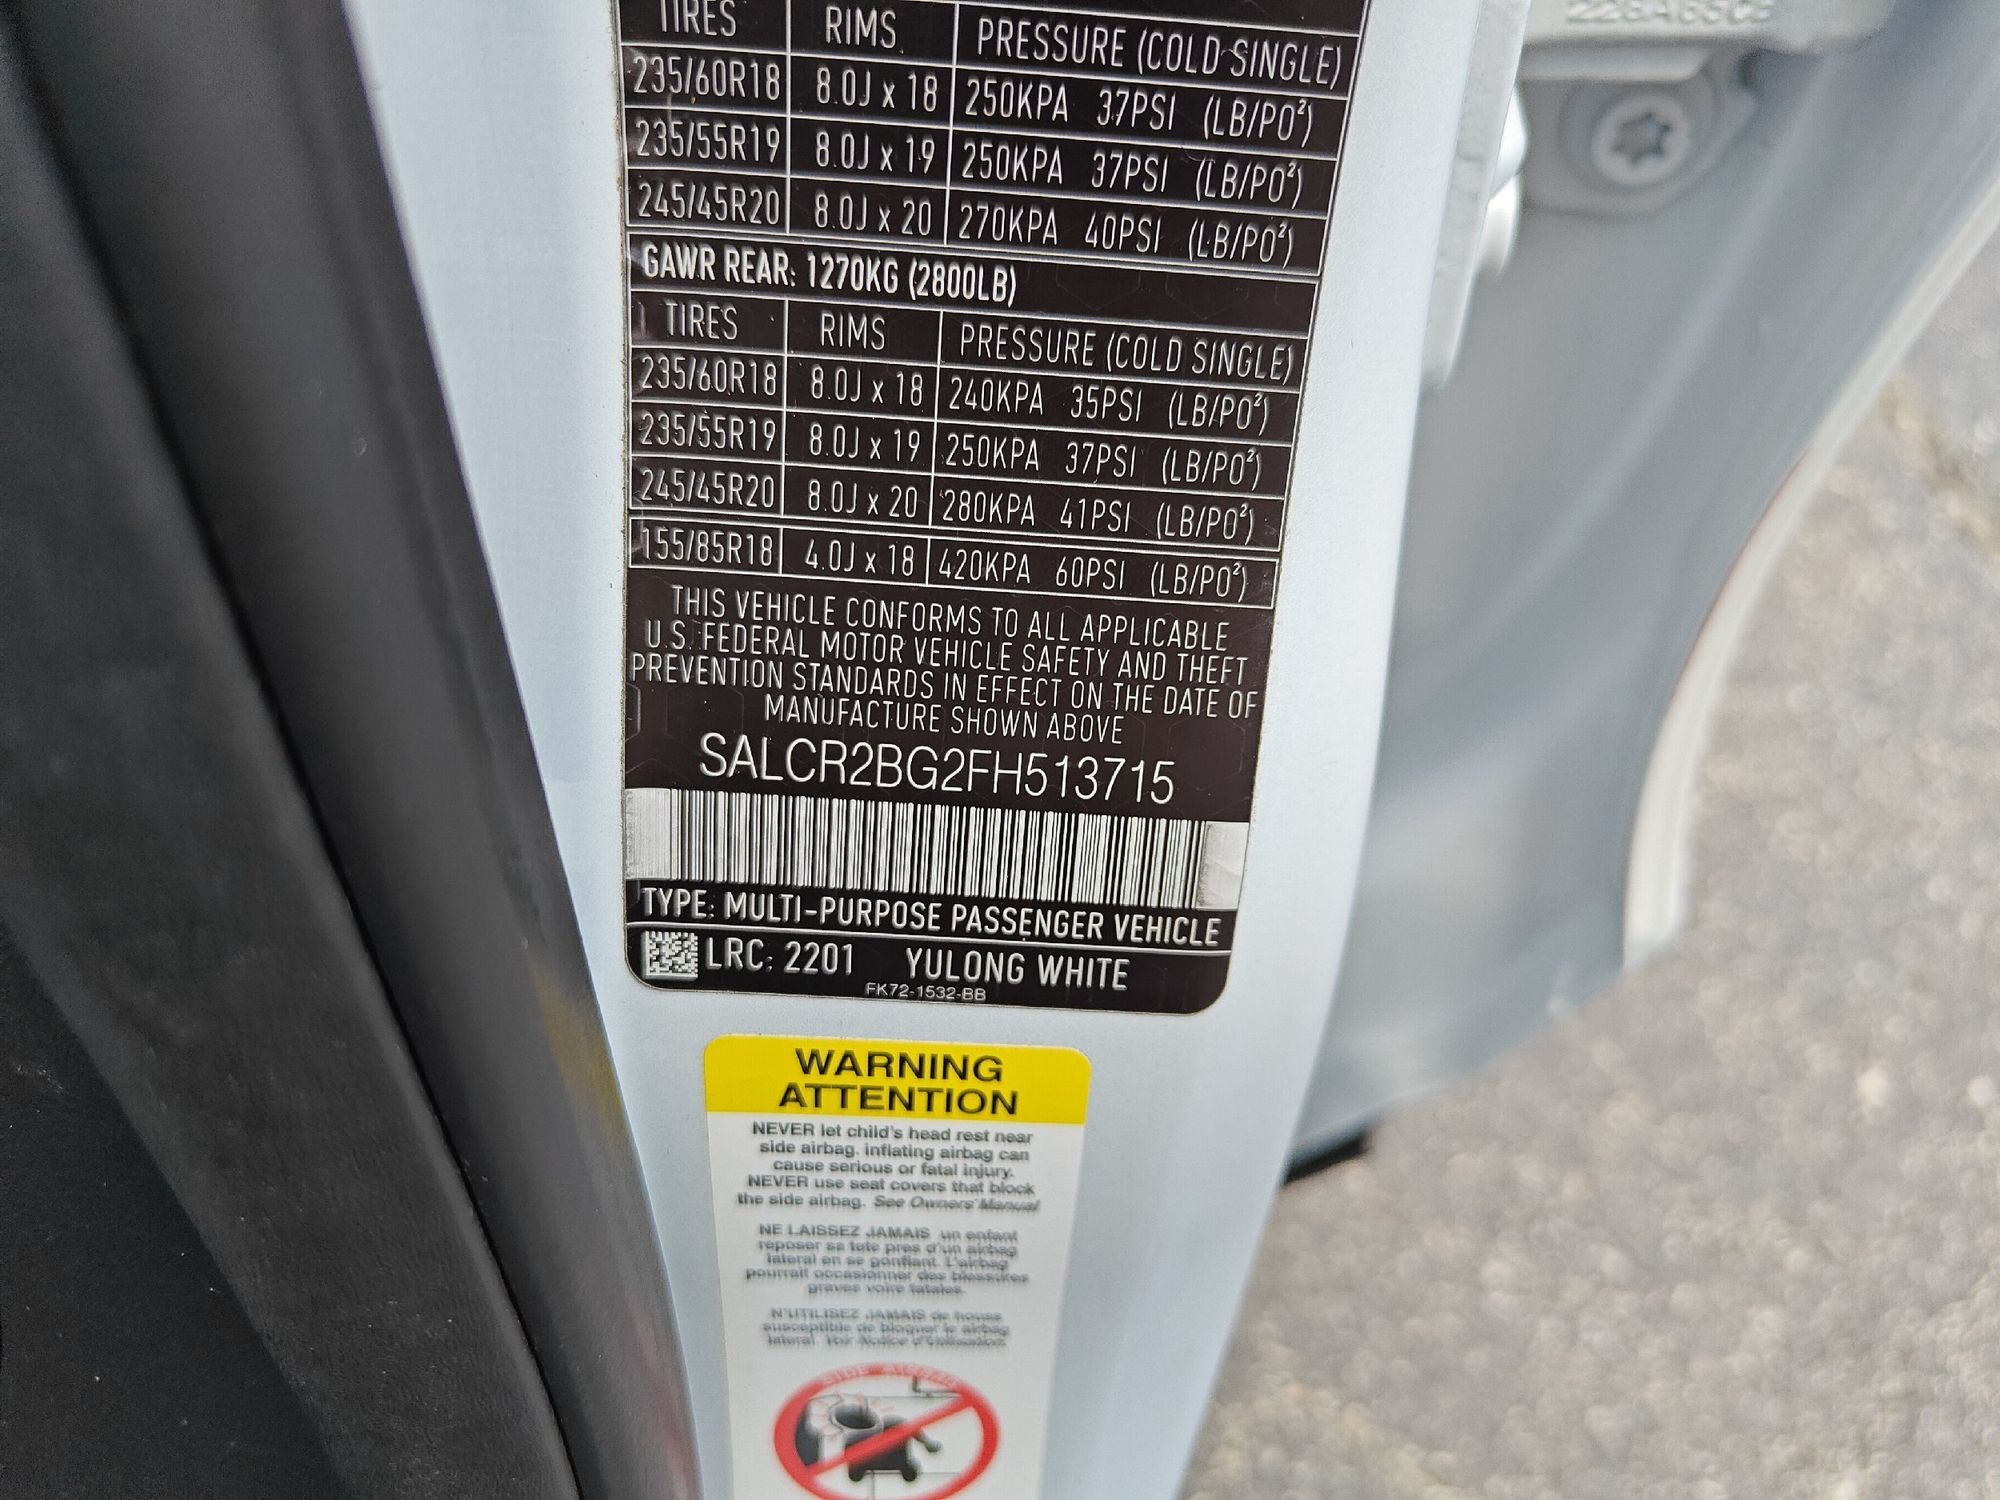 TIRES RIMS PRESSURE (COLD SINGLE)
235/60R18 8.0J x 18 250KPA 37PSI (LB/PO²)
235/55R19 8.0J x 19 250KPA 37PSI (LB/PO²)
245/45R20 8.0J x 20 270KPA 40PSI (LB/PO²)
GAWR REAR: 1270KG (2800LB)
TIRES RIMS PRESSURE (COLD SINGLE)
235/60R18 8.0J x 18 240KPA 35PSI (LB/PO²)
235/55R19 8.0J x 19 250KPA 37PSI (LB/PO²)
245/45R20 8.0J x 20 280KPA 41PSI (LB/PO²)
155/85R18 4.0J x 18 420KPA 60PSI (LB/PO²)
THIS VEHICLE CONFORMS TO ALL APPLICABLE
U.S. FEDERAL MOTOR VEHICLE SAFETY AND THEFT
PREVENTION STANDARDS IN EFFECT ON THE DATE OF
MANUFACTURE SHOWN ABOVE
SALCR2BG2FH513715
TYPE: MULTI-PURPOSE PASSENGER VEHICLE
LRC: 2201 YULONG WHITE
FK72-1532-BB
WARNING
ATTENTION
NEVER let child's head rest near
side airbag. inflating airbag can
cause serious or fatal injury.
NEVER use seat covers that block
the side airbag. See Owners' Manual
NE LAISSEZ JAMAIS un enfant
reposer sa tete pres d'un airbag
lateral en se gonflant. L'airbag
pourrait occasionner des blessures
graves voire fatales.
N'UTILISEZ JAMAIS de houss
susceptible de bloquer le airbag
lateral. Voir Notice d'Utilisation.
SIDE AIRBAG